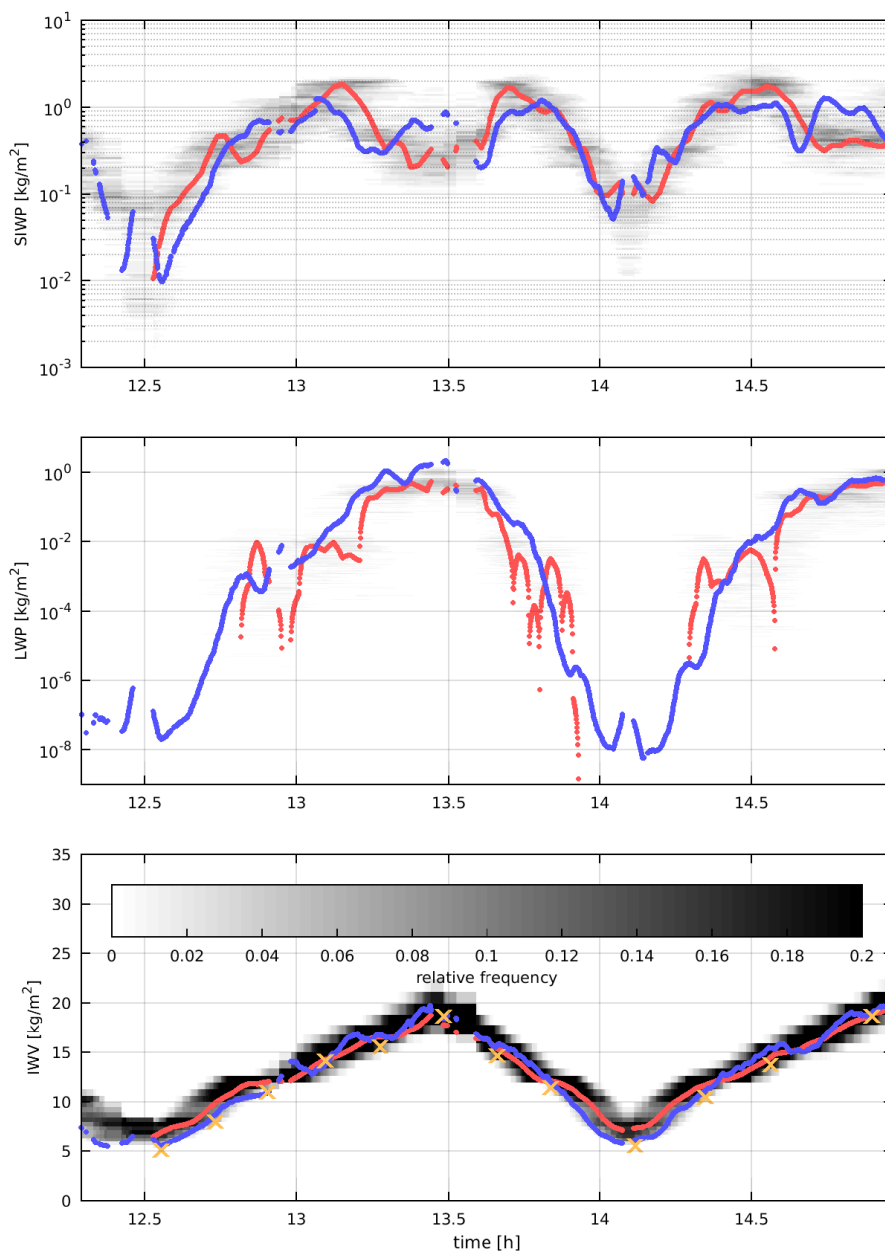 10^1
10^0
10^-1
10^-2
10^-3
SIWP [kg/m^2]
12.5 13 13.5 14 14.5
10^0
10^-2
10^-4
10^-6
10^-8
LWP [kg/m^2]
12.5 13 13.5 14 14.5
35
30
25
20
15
10
5
0
IWV [kg/m^2]
0 0.02 0.04 0.06 0.08 0.1 0.12 0.14 0.16 0.18 0.2
relative frequency
12.5 13 13.5 14 14.5
time [h]